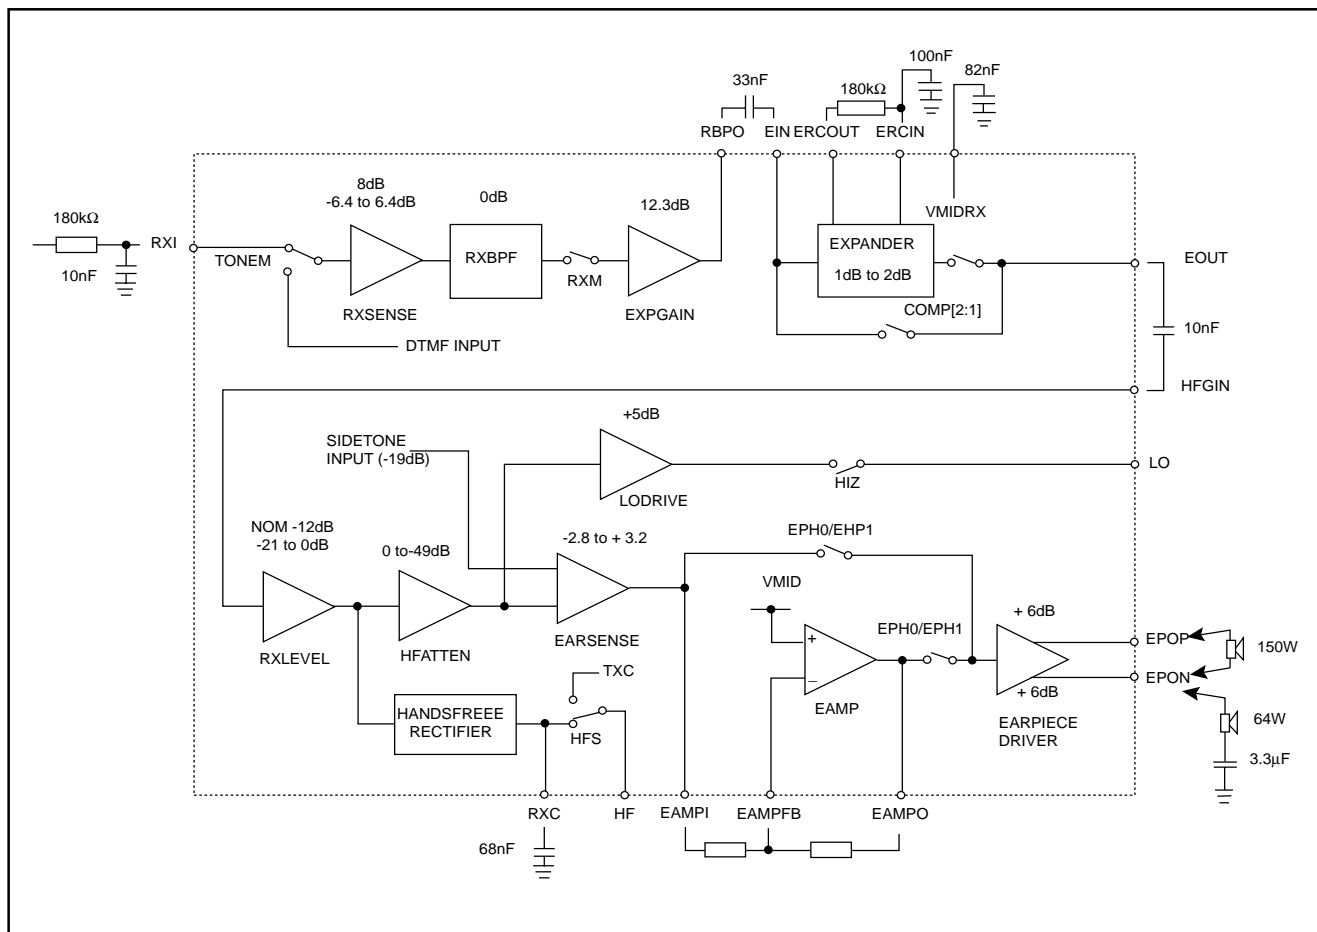 100nF
82nF
33nF
180kΩ
RBPO
EIN
ERCOUT
ERCIN
8dB
-6.4 to 6.4dB
0dB
12.3dB
VMIDRX
180kΩ
RXI
10nF
TONEM
RXBPF
RXM
EXPANDER
1dB to 2dB
EOUT
RXSENSE
EXPGAIN
COMP[2:1]
DTMF INPUT
10nF
HFGIN
+5dB
SIDETONE
INPUT (-19dB)
LO
HIZ
LODRIVE
NOM -12dB
-21 to 0dB
0 to-49dB
-2.8 to + 3.2
EPH0/EHP1
VMID
+ 6dB
EPH0/EPH1
+
EPOP
150W
EARSENSE
RXLEVEL
HFATTEN
–
EPON
TXC
+ 6dB
EAMP
HANDSFREEE
RECTIFIER
HFS
EARPIECE
DRIVER
64W
3.3µF
RXC
HF
EAMPI
EAMPFB
EAMPO
68nF